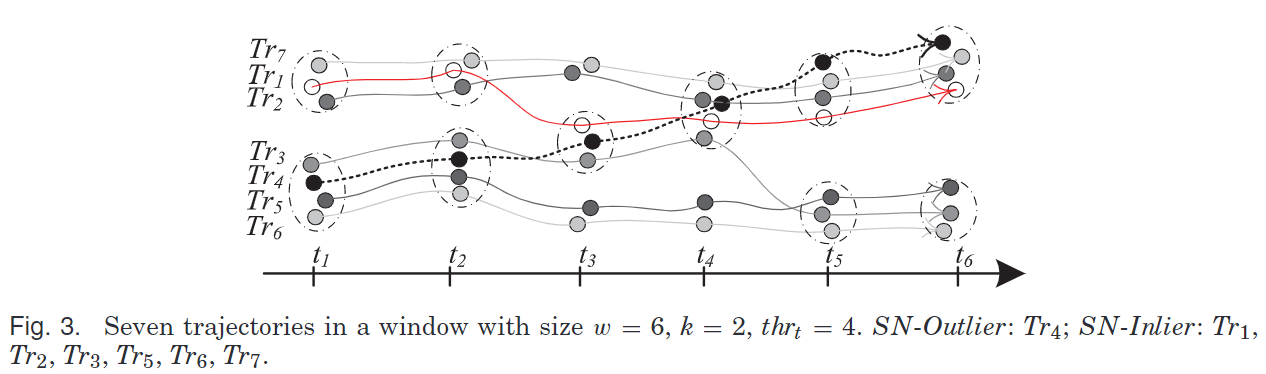 Tr7
Tr1
Tr2
Tr3
Tr4
Tr5
Tr6
t1 t2 t3 t4 t5 t6
Fig. 3. Seven trajectories in a window with size w = 6, k = 2, thrt = 4. SN-Outlier: Tr4; SN-Inlier: Tr1,
Tr2, Tr3, Tr5, Tr6, Tr7.